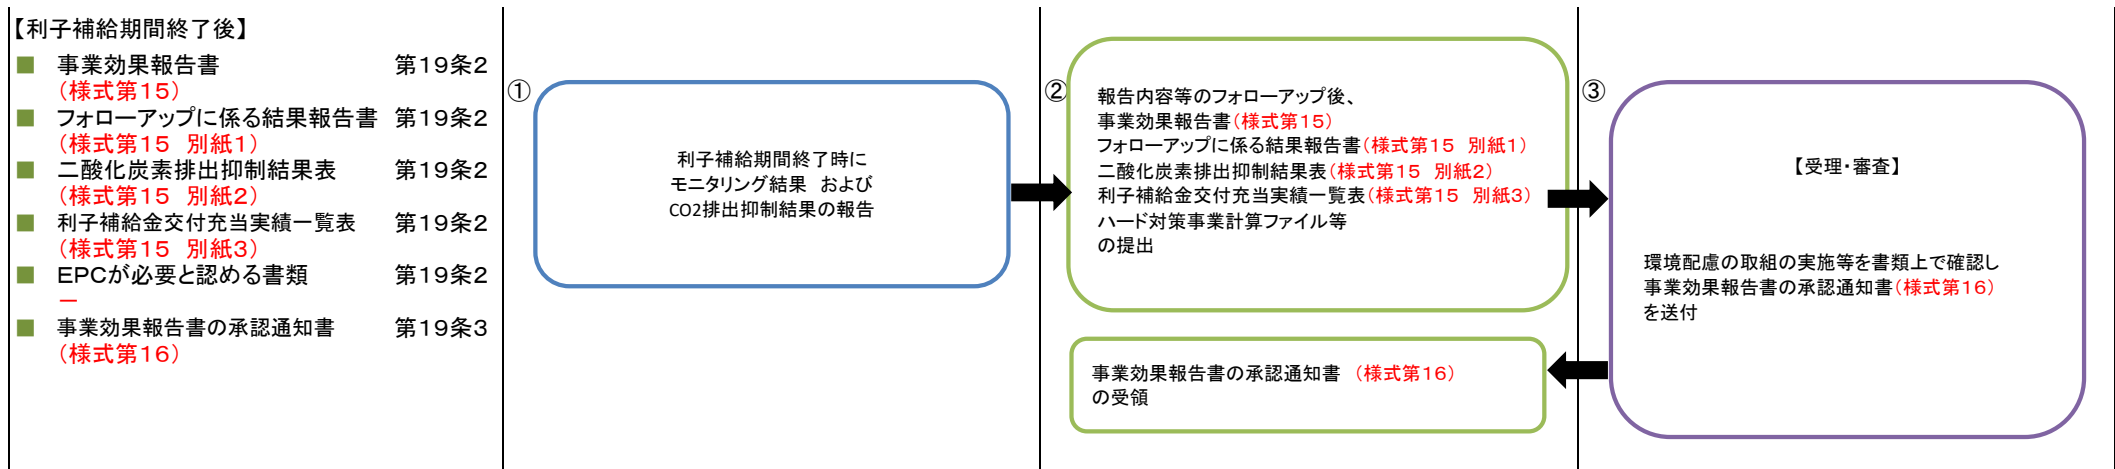 【利子補給期間終了後】
■ 事業効果報告書 第19条2
（様式第15）
■ フォローアップに係る結果報告書 第19条2
（様式第15 別紙1）
■ 二酸化炭素排出抑制結果表 第19条2
（様式第15 別紙2）
■ 利子補給金交付充当実績一覧表 第19条2
（様式第15 別紙3）
■ EPCが必要と認める書類 第19条2
－
■ 事業効果報告書の承認通知書 第19条3
（様式第16）
①
利子補給期間終了時に
モニタリング結果 および
CO2排出抑制結果の報告
②
報告内容等のフォローアップ後、
事業効果報告書（様式第15）
フォローアップに係る結果報告書（様式第15 別紙1）
二酸化炭素排出抑制結果表（様式第15 別紙2）
利子補給金交付充当実績一覧表（様式第15 別紙3）
ハード対策事業計算ファイル等
の提出
事業効果報告書の承認通知書 （様式第16）
の受領
③
【受理・審査】
環境配慮の取組の実施等を書類上で確認し
事業効果報告書の承認通知書（様式第16）
を送付